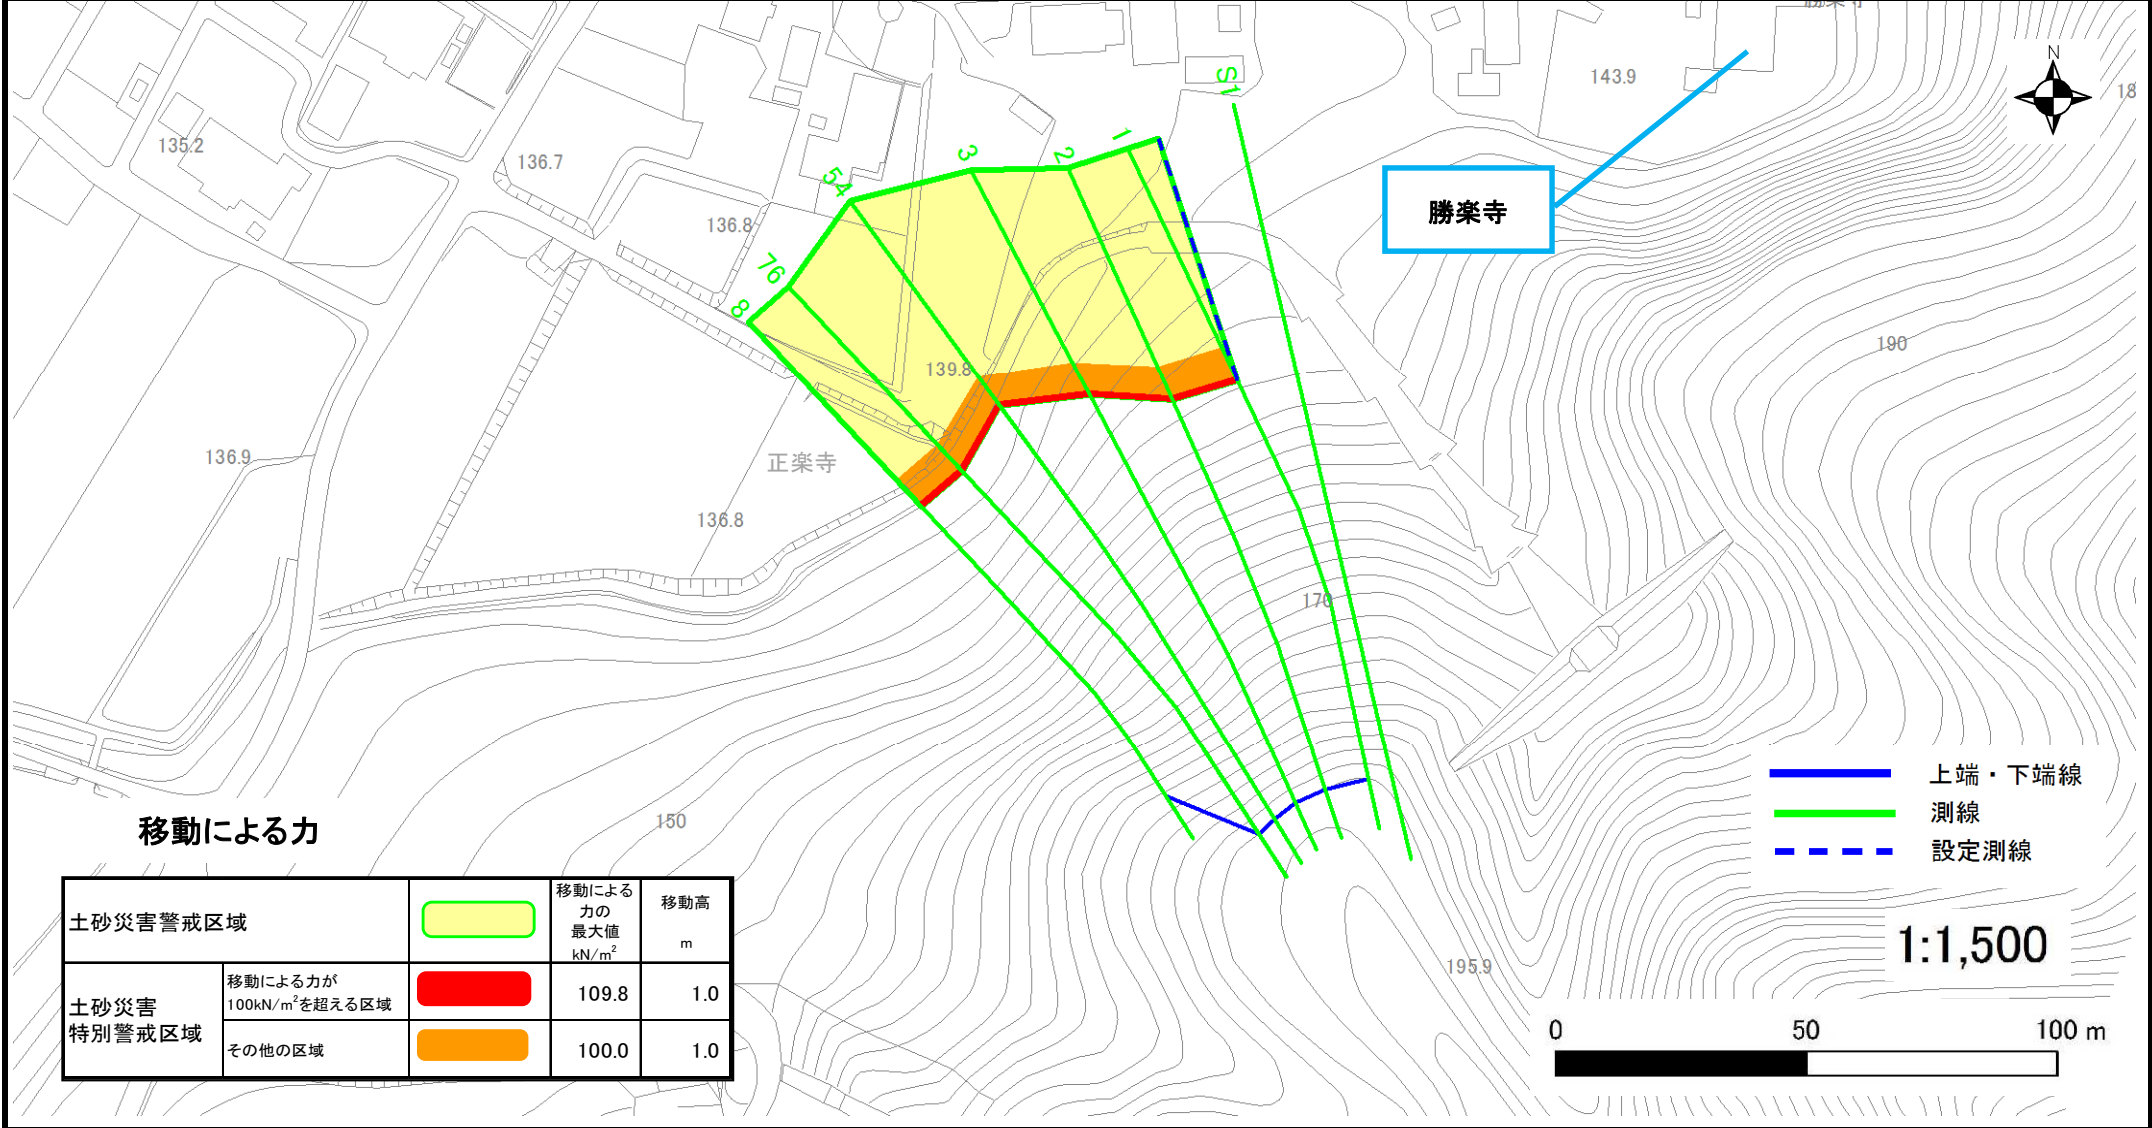 勝楽寺
N
143.9
18
S1
135.2
136.7
1
2
3
54
136.8
76
8
勝楽寺
190
139.8
136.9
正楽寺
136.8
170
150
195.9
上端・下端線
測線
設定測線
1:1,500
0 50 100 m
移動による力
土砂災害警戒区域
移動による
力の
最大値
kN/m²
移動高
m
土砂災害
特別警戒区域
移動による力が
100kN/m²を超える区域
109.8 1.0
その他の区域
100.0 1.0